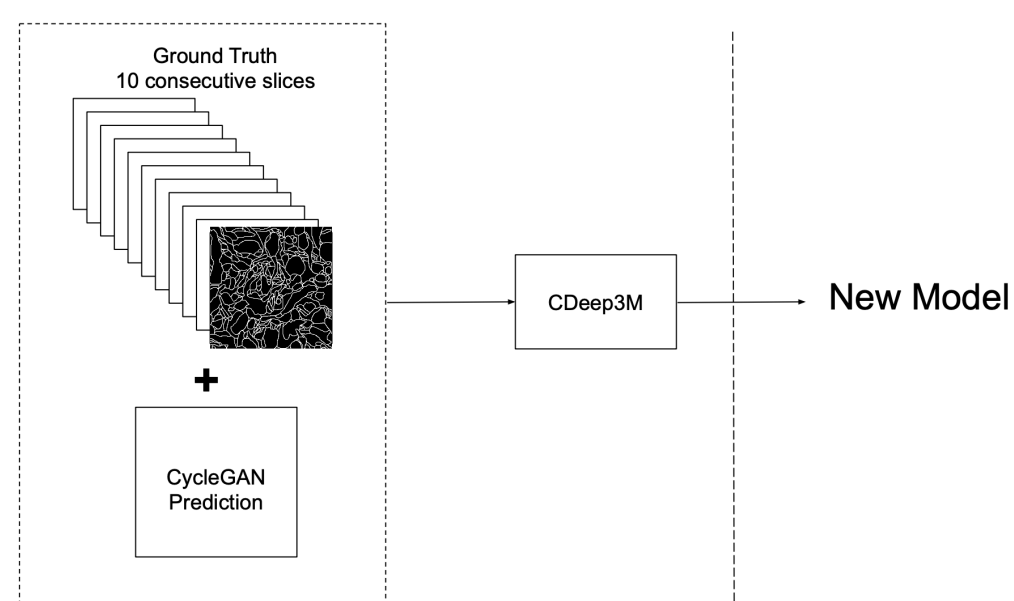 Ground Truth
10 consecutive slices
+
CycleGAN
Prediction
CDeep3M
New Model